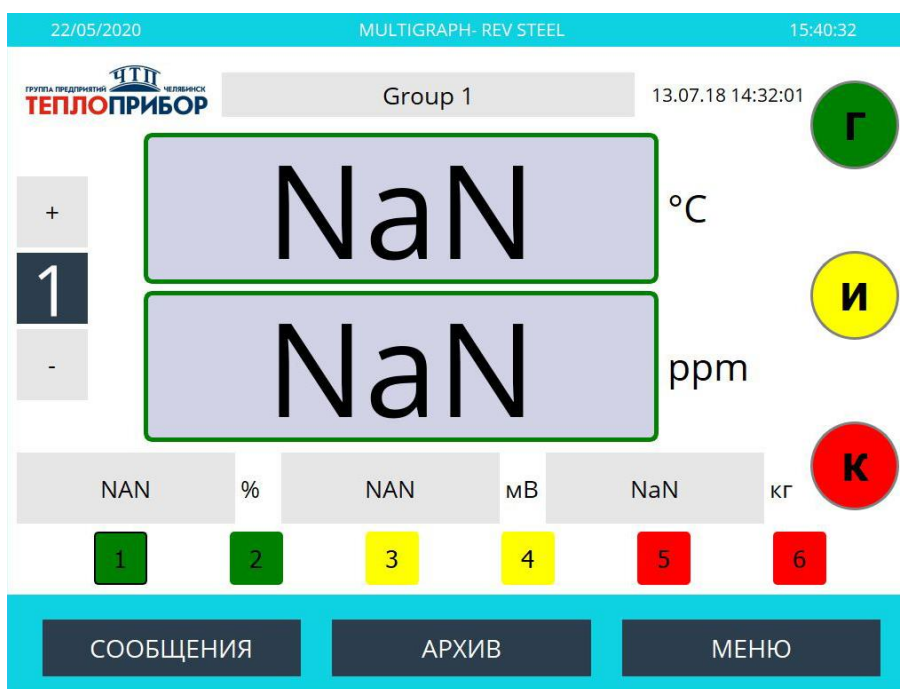 22/05/2020 MULTIGRAPH- REV STEEL 15:40:32
ГРУППА ПРЕДПРИЯТИЙ ЧТП ЧЕЛЯБИНСК
ТЕПЛОПРИБОР
Group 1
13.07.18 14:32:01
Г
NaN °C
+
1
-
И
NaN ppm
К
NAN % NAN мВ NaN кг
1 2 3 4 5 6
СООБЩЕНИЯ АРХИВ МЕНЮ